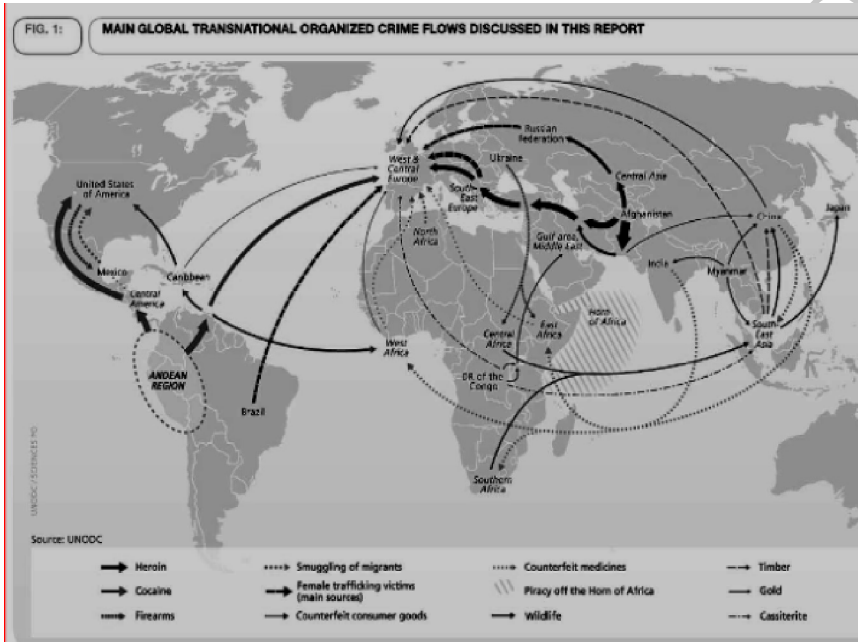 FIG. 1:
MAIN GLOBAL TRANSNATIONAL ORGANIZED CRIME FLOWS DISCUSSED IN THIS REPORT
Russian
Federation
West &
Central
Europe
Ukraine
United States
of America
South-
East
Europe
Central Asia
Afghanistan
China
Japan
North
Africa
Gulf area,
Middle East
Mexico
Caribbean
India
Myanmar
Central
America
Horn
of Africa
West
Africa
Central
Africa
East
Africa
South-
East
Asia
ANDEAN
REGION
DR of the
Congo
Brazil
Southern
Africa
UNODC / SCIENCES PO
Source: UNODC
Heroin
Smuggling of migrants
Counterfeit medicines
Timber
Cocaine
Female trafficking victims
(main sources)
Piracy off the Horn of Africa
Gold
Firearms
Counterfeit consumer goods
Wildlife
Cassiterite